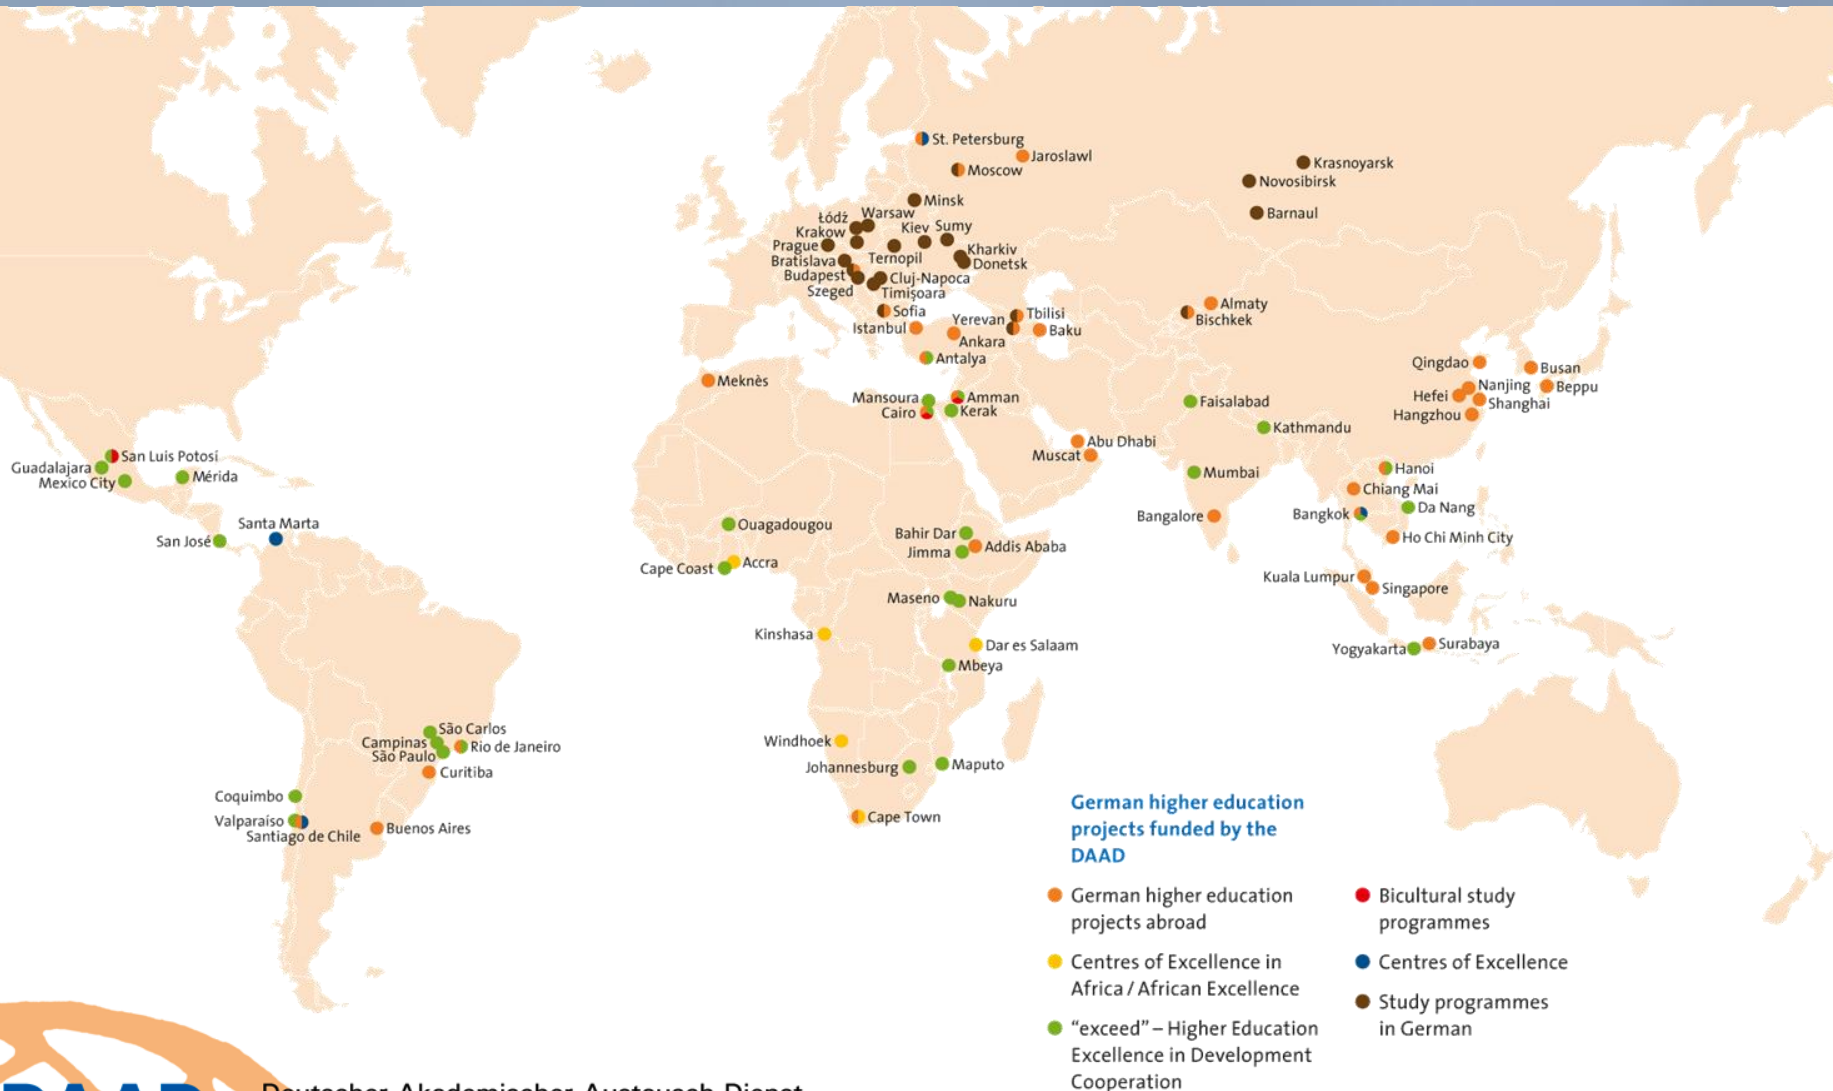 St. Petersburg
Jaroslawl
Moscow
Krasnoyarsk
Novosibirsk
Minsk
Barnaul
Łódź
Warsaw
Krakow
Kiev
Sumy
Prague
Kharkiv
Bratislava
Ternopil
Donetsk
Budapest
Cluj-Napoca
Szeged
Timişoara
Sofia
Almaty
Istanbul
Yerevan
Tbilisi
Bischkek
Baku
Ankara
Antalya
Qingdao
Busan
Meknès
Nanjing
Beppu
Mansoura
Amman
Hefei
Shanghai
Cairo
Kerak
Faisalabad
Hangzhou
Kathmandu
Abu Dhabi
Muscat
San Luis Potosí
Guadalajara
Mexico City
Mérida
Mumbai
Hanoi
Chiang Mai
Da Nang
Bangkok
Bangalore
Santa Marta
San José
Ouagadougou
Bahir Dar
Addis Ababa
Jimma
Ho Chi Minh City
Accra
Cape Coast
Kuala Lumpur
Singapore
Maseno
Nakuru
Kinshasa
Dar es Salaam
Mbeya
Yogyakarta
Surabaya
São Carlos
Campinas
Rio de Janeiro
São Paulo
Curitiba
Windhoek
Johannesburg
Maputo
Coquimbo
Valparaíso
Santiago de Chile
Buenos Aires
Cape Town
German higher education
projects funded by the
DAAD
German higher education
projects abroad
Centres of Excellence in
Africa / African Excellence
“exceed” – Higher Education
Excellence in Development
Cooperation
Bicultural study
programmes
Centres of Excellence
Study programmes
in German
DAAD
Deutscher Akademischer Austausch Dienst